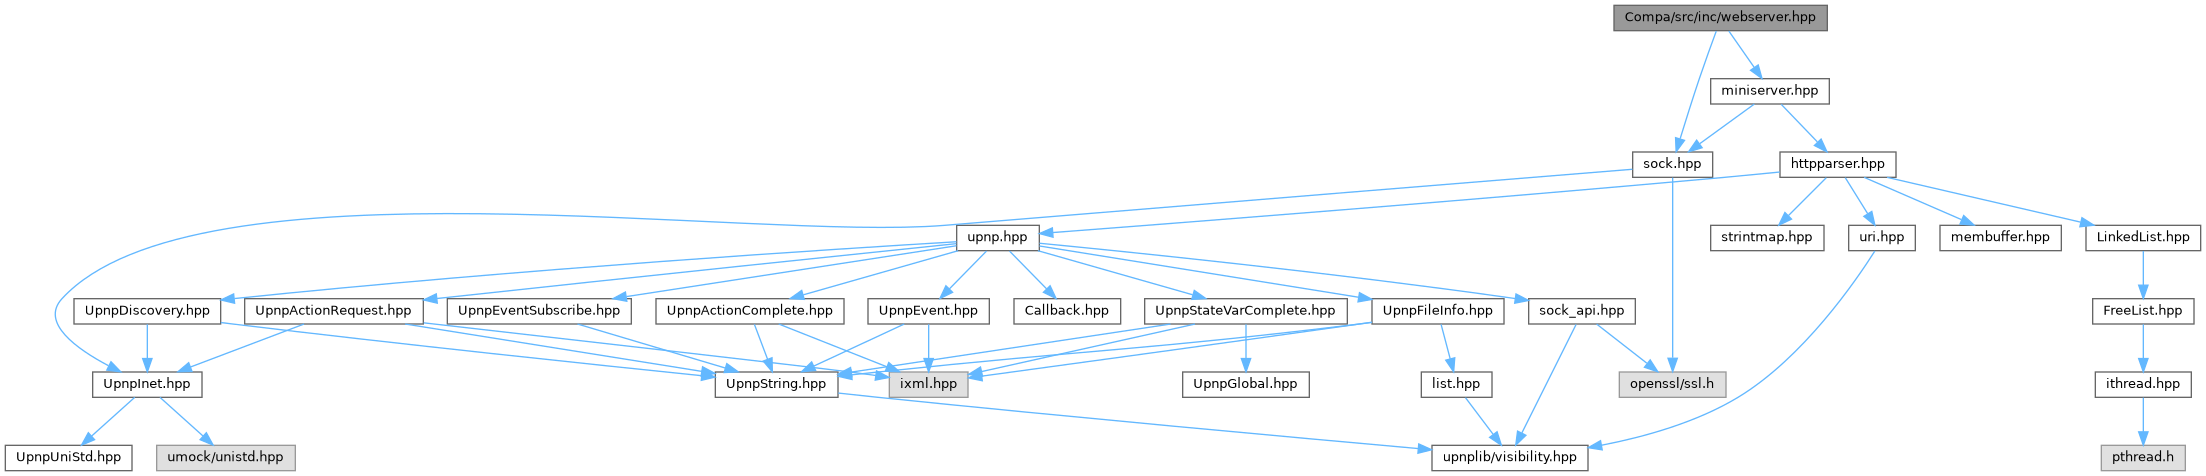 Compa/src/inc/webserver.hpp
miniserver.hpp
sock.hpp
httpparser.hpp
upnp.hpp
strintmap.hpp
uri.hpp
membuffer.hpp
LinkedList.hpp
UpnpDiscovery.hpp
UpnpActionRequest.hpp
UpnpEventSubscribe.hpp
UpnpActionComplete.hpp
UpnpEvent.hpp
Callback.hpp
UpnpStateVarComplete.hpp
UpnpFileInfo.hpp
sock_api.hpp
FreeList.hpp
UpnpInet.hpp
UpnpString.hpp
ixml.hpp
UpnpGlobal.hpp
list.hpp
openssl/ssl.h
ithread.hpp
UpnpUniStd.hpp
umock/unistd.hpp
upnplib/visibility.hpp
pthread.h